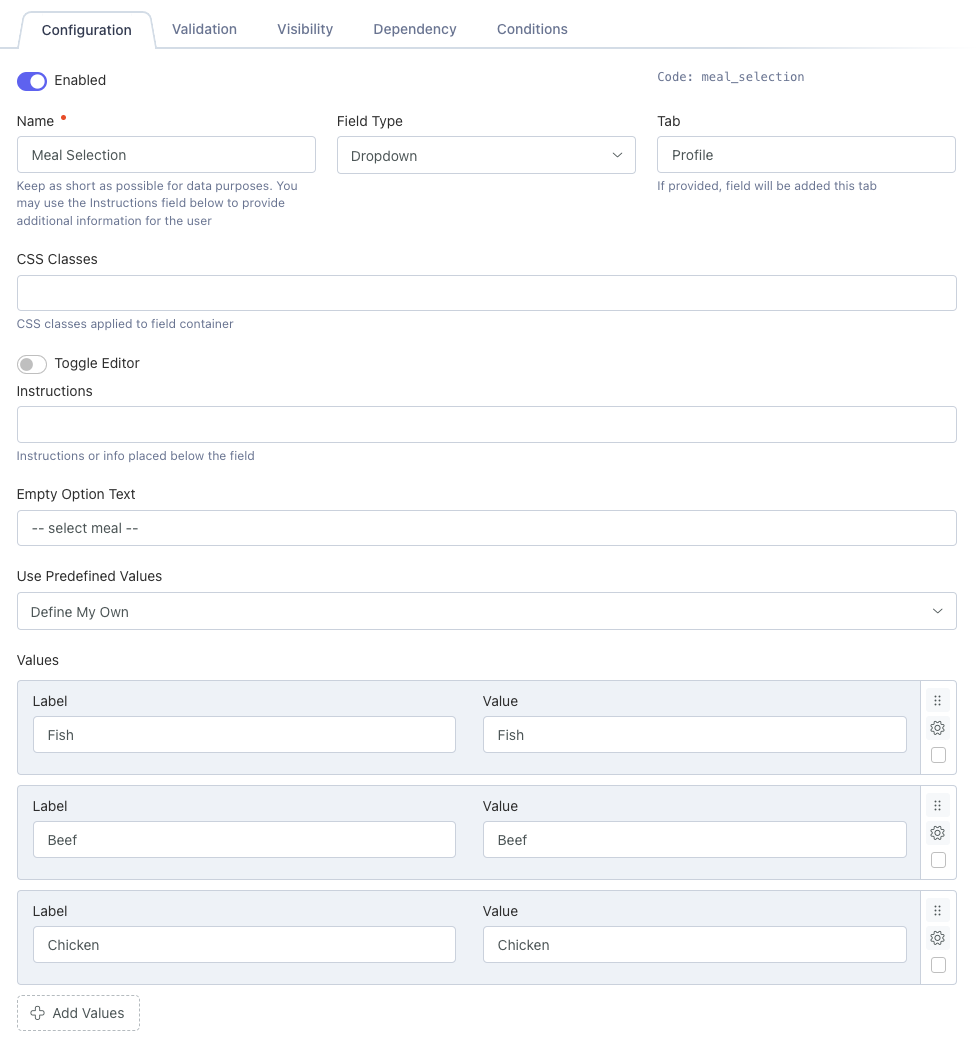 Configuration
Validation
Visibility
Dependency
Conditions
Enabled
Code: meal_selection
Name
Field Type
Tab
Meal Selection
Dropdown
Profile
Keep as short as possible for data purposes. You
may use the Instructions field below to provide
additional information for the user
If provided, field will be added this tab
CSS Classes
CSS classes applied to field container
Toggle Editor
Instructions
Instructions or info placed below the field
Empty Option Text
-- select meal --
Use Predefined Values
Define My Own
Values
Label
Value
Fish
Fish
Label
Value
Beef
Beef
Label
Value
Chicken
Chicken
Add Values